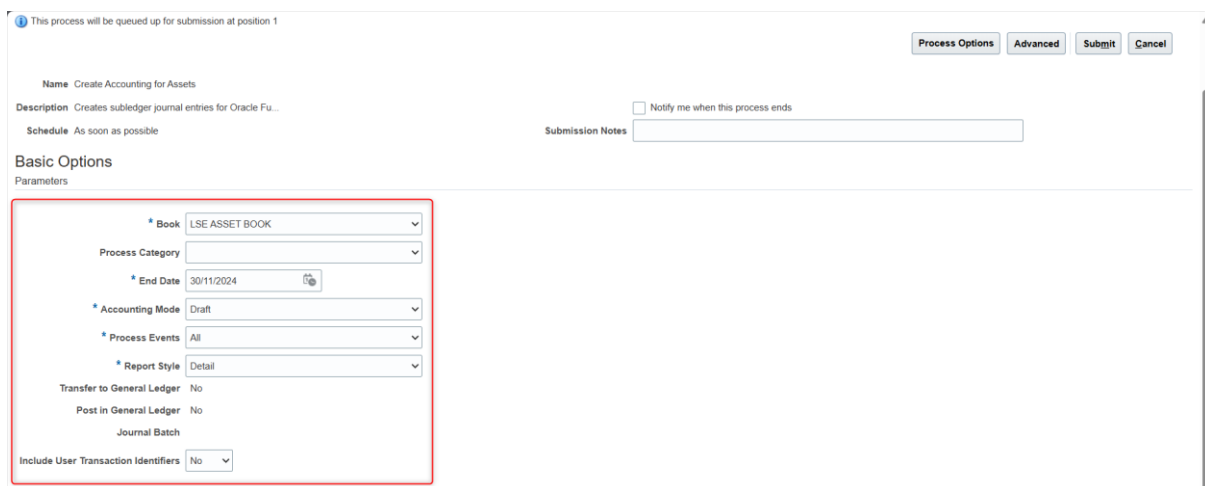 This process will be queued up for submission at position 1
Process Options Advanced Submit Cancel
Name Create Accounting for Assets
Description Creates subledger journal entries for Oracle Fu... Notify me when this process ends
Schedule As soon as possible Submission Notes
Basic Options
Parameters
* Book LSE ASSET BOOK
Process Category
* End Date 30/11/2024
* Accounting Mode Draft
* Process Events All
* Report Style Detail
Transfer to General Ledger No
Post in General Ledger No
Journal Batch
Include User Transaction Identifiers No